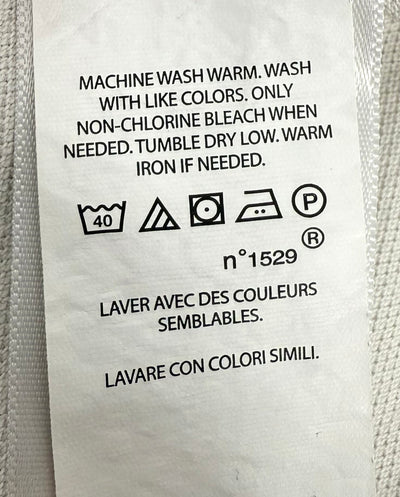 MACHINE WASH WARM. WASH
WITH LIKE COLORS. ONLY
NON-CHLORINE BLEACH WHEN
NEEDED. TUMBLE DRY LOW. WARM
IRON IF NEEDED.
40 P
®
n°1529
LAVER AVEC DES COULEURS
SEMBLABLES.
LAVARE CON COLORI SIMILI.